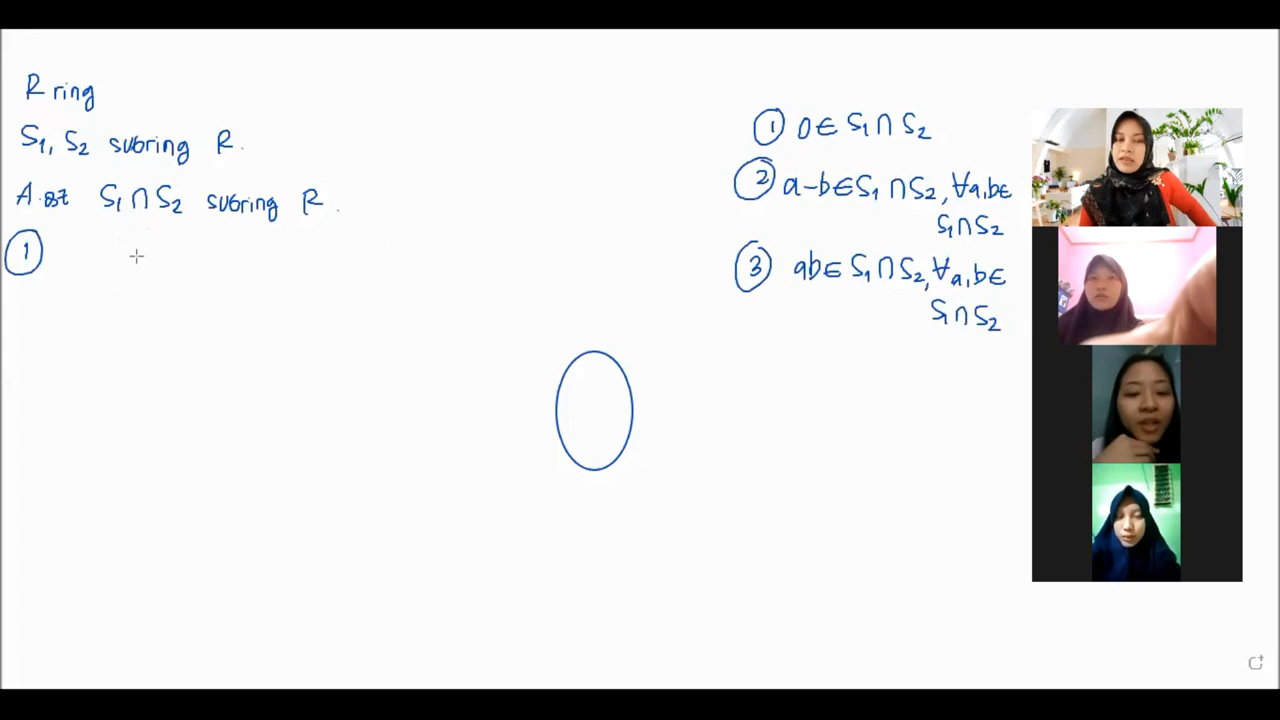 R ring
S₁, S₂ subring R.
A.dst S₁ ∩ S₂ subring R.
①
① 0 ∈ S₁ ∩ S₂
② a-b ∈ S₁ ∩ S₂, ∀a,b ∈
S₁ ∩ S₂
③ ab ∈ S₁ ∩ S₂, ∀a,b ∈
S₁ ∩ S₂